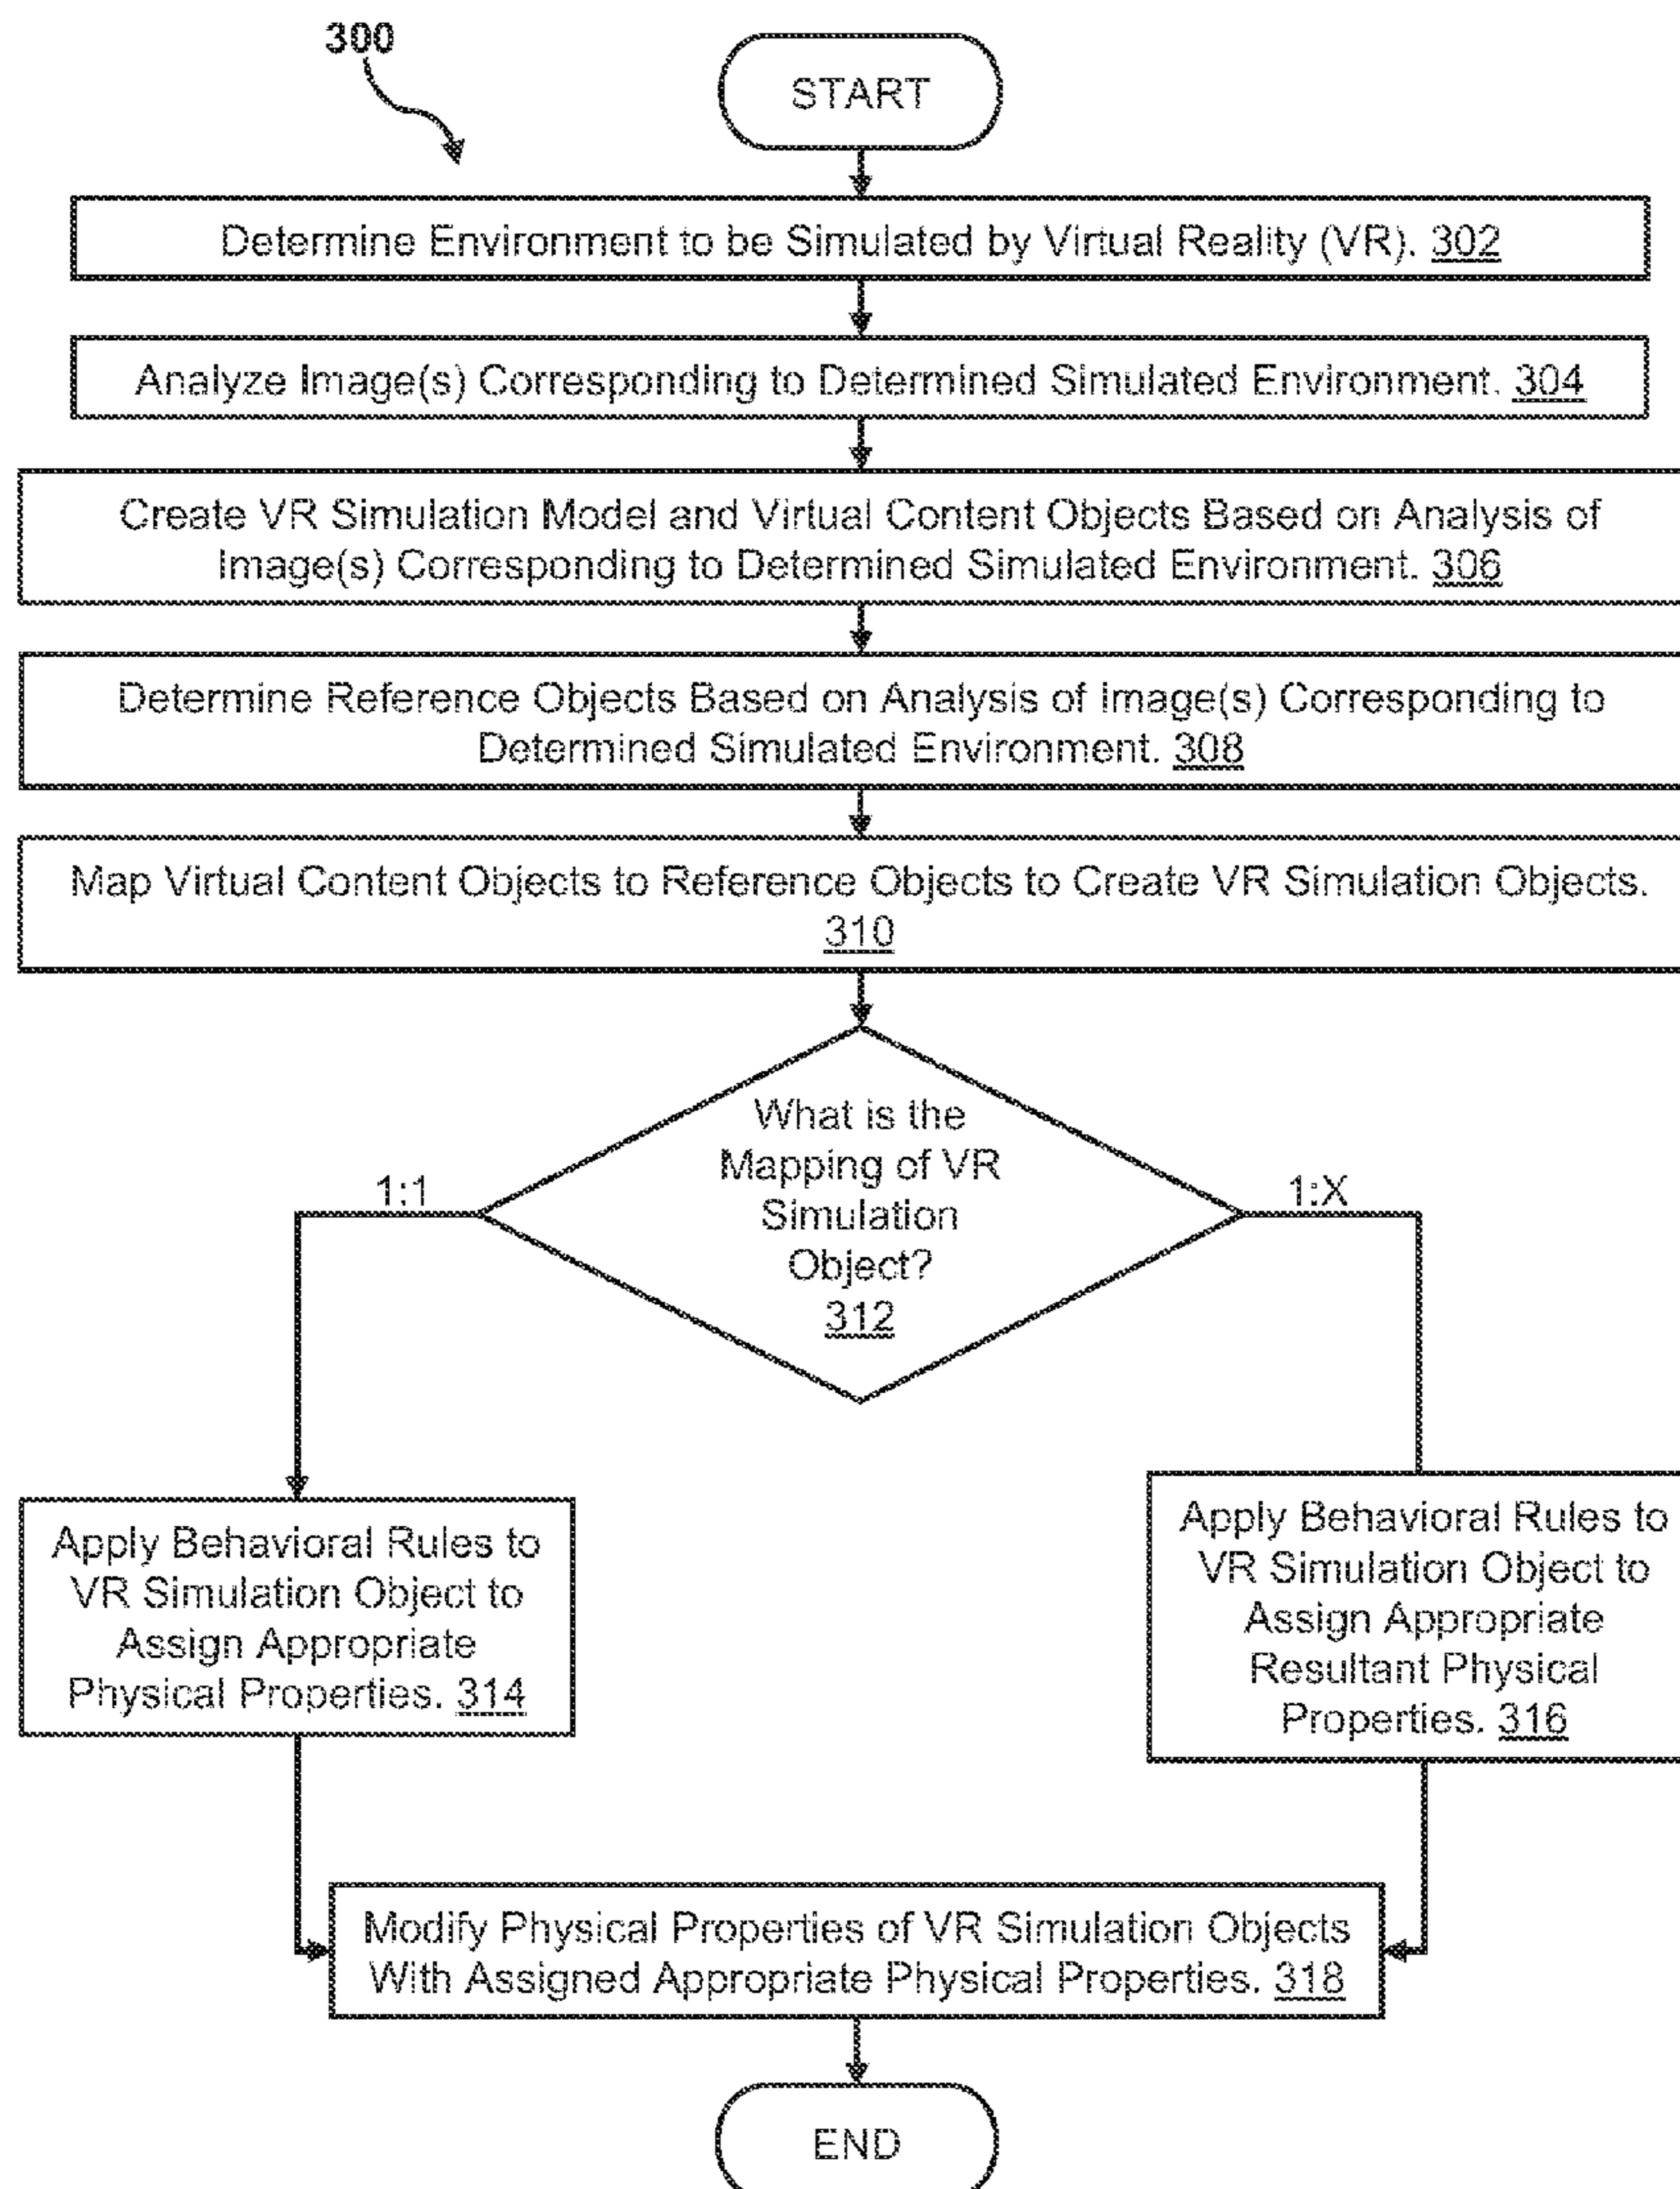 300
START
Determine Environment to be Simulated by Virtual Reality (VR). 302
Analyze Image(s) Corresponding to Determined Simulated Environment. 304
Create VR Simulation Model and Virtual Content Objects Based on Analysis of
Image(s) Corresponding to Determined Simulated Environment. 306
Determine Reference Objects Based on Analysis of Image(s) Corresponding to
Determined Simulated Environment. 308
Map Virtual Content Objects to Reference Objects to Create VR Simulation Objects.
310
What is the
Mapping of VR
Simulation
Object?
312
1:1
1:X
Apply Behavioral Rules to
VR Simulation Object to
Assign Appropriate
Physical Properties. 314
Apply Behavioral Rules to
VR Simulation Object to
Assign Appropriate
Resultant Physical
Properties. 316
Modify Physical Properties of VR Simulation Objects
With Assigned Appropriate Physical Properties. 318
END